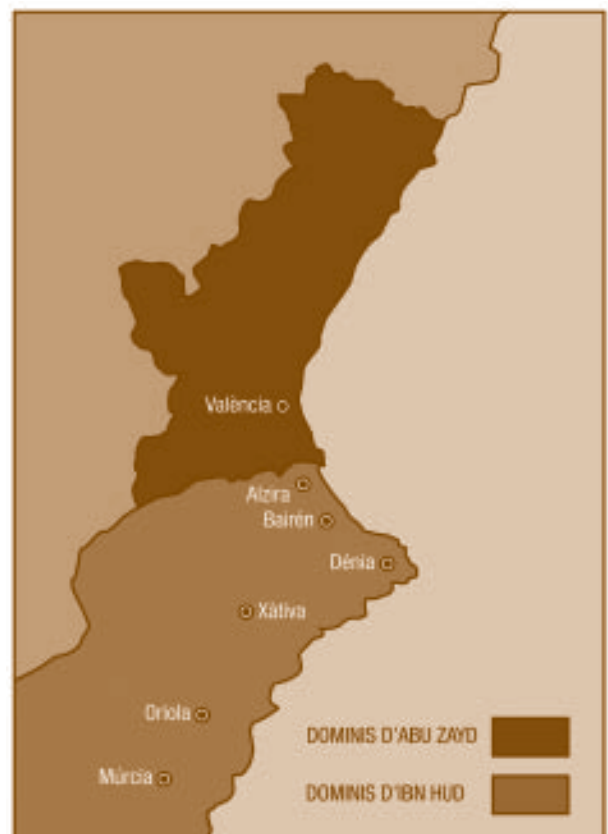 València
Alzira
Bairén
Dénia
Xàtiva
Oriola
Múrcia
DOMINIS D'ABU ZAYD
DOMINIS D'IBN HUD